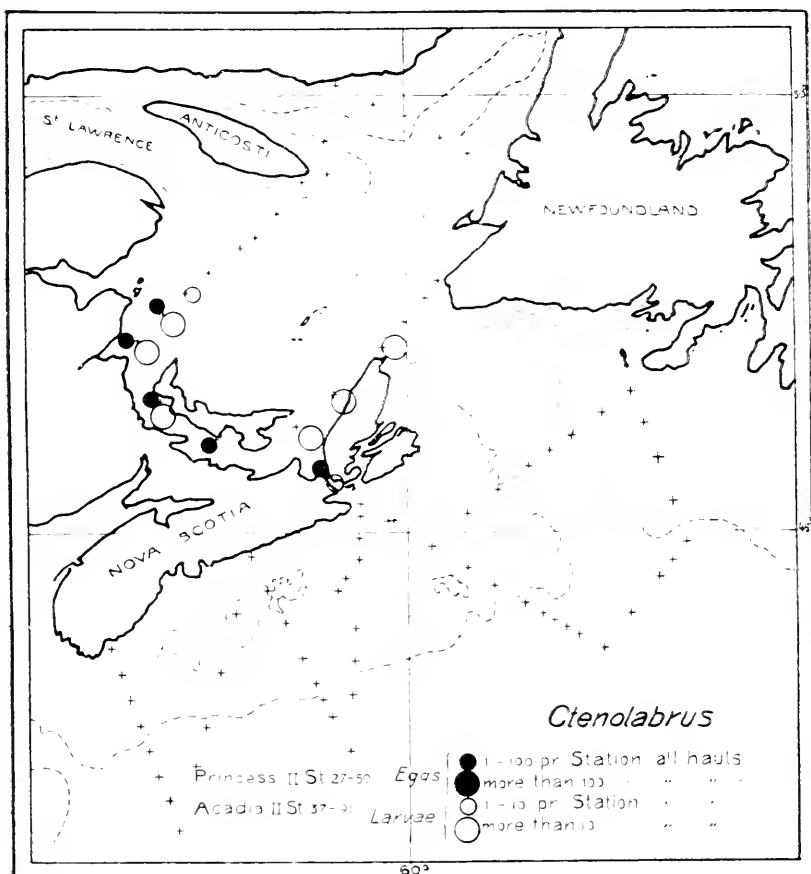 St LAWRENCE
ANTICOSTI
NEWFOUNDLAND
NOVA SCOTIA
45°
60°
Ctenolabrus
Princess II St 27-50
Acadia II St 37-
Eggs
1-100 pr. Station all hauls
more than 100 " " "
Larvae
1-10 pr Station " "
more than 10 " "